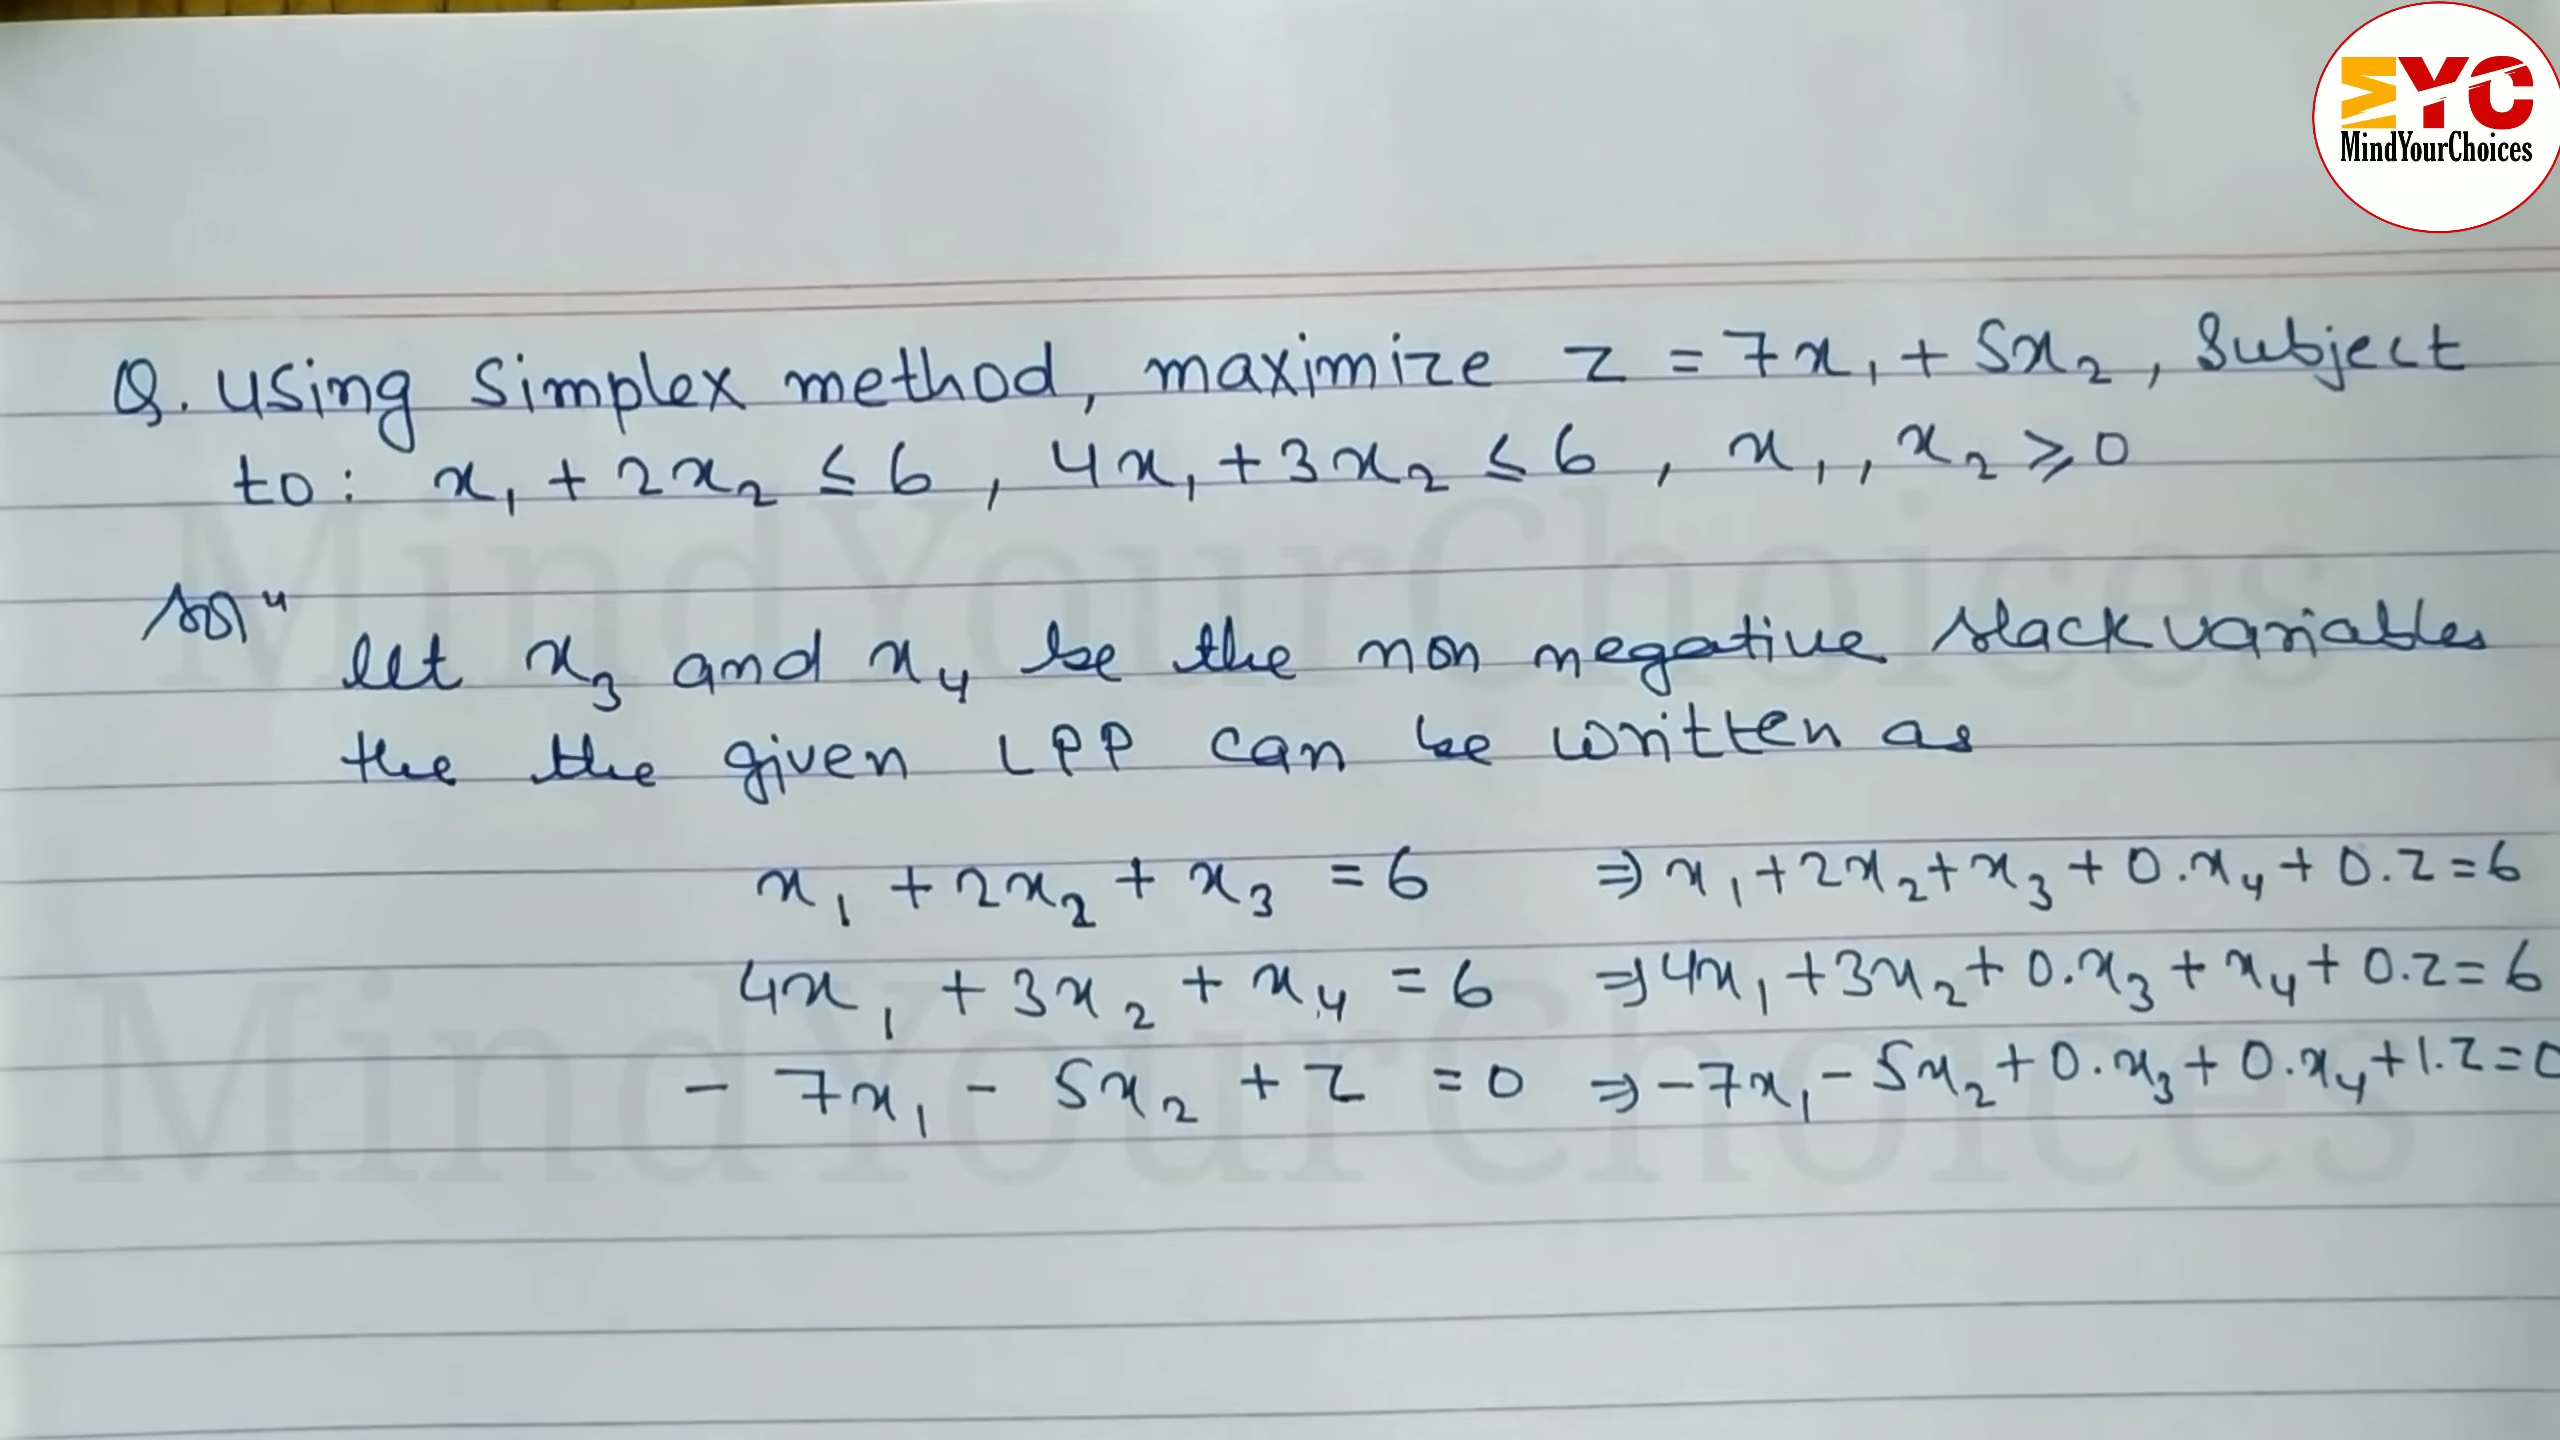 MYC
MindYourChoices
Q. Using Simplex method, maximize z = 7x₁ + 5x₂, Subject
to: x₁ + 2x₂ ≤ 6, 4x₁ + 3x₂ ≤ 6, x₁, x₂ ≥ 0
MindYourChoices
Solⁿ
let x₃ and x₄ be the non negative slack variables
the the given LPP can be written as
x₁ + 2x₂ + x₃ = 6 ⇒ x₁ + 2x₂ + x₃ + 0.x₄ + 0.z = 6
4x₁ + 3x₂ + x₄ = 6 ⇒ 4x₁ + 3x₂ + 0.x₃ + x₄ + 0.z = 6
- 7x₁ - 5x₂ + z = 0 ⇒ -7x₁ - 5x₂ + 0.x₃ + 0.x₄ + 1.z = 0
MindYourChoices